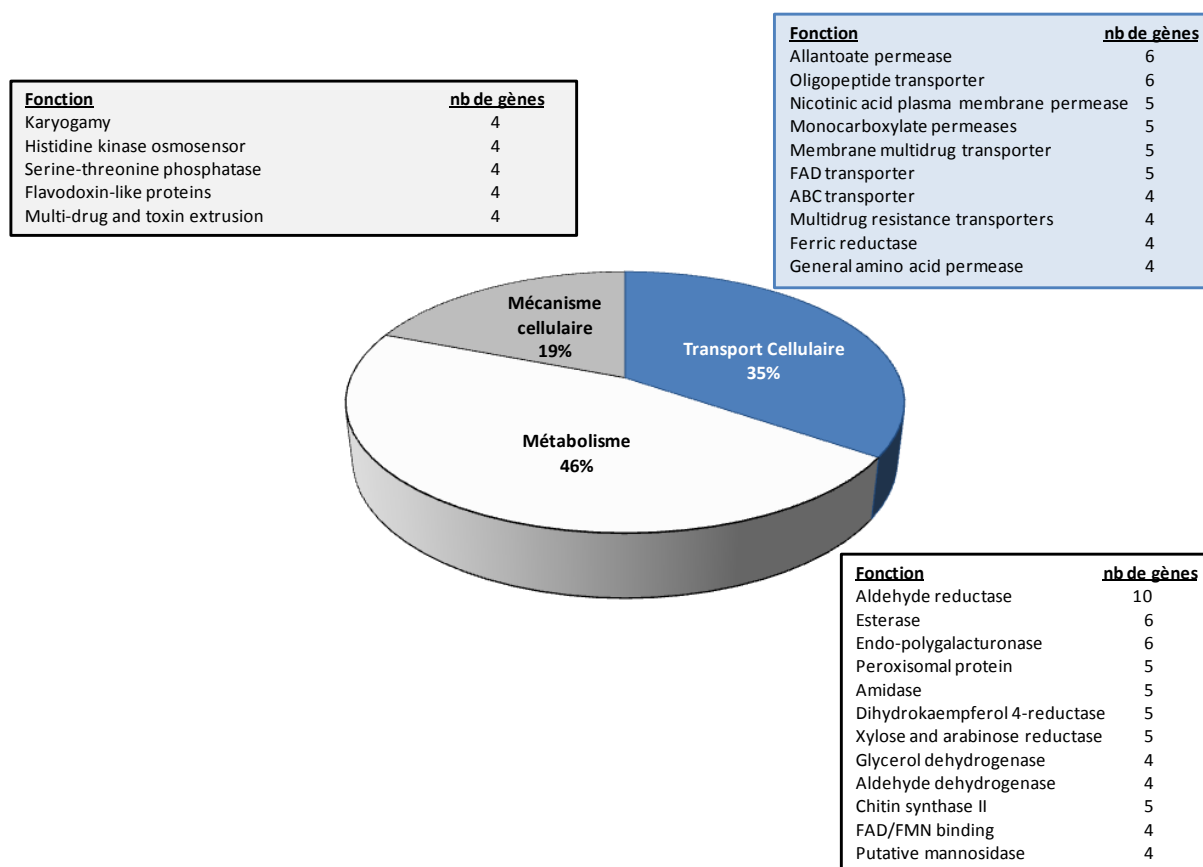 Fonction nb de gènes
Allantoate permease 6
Oligopeptide transporter 6
Nicotinic acid plasma membrane permease 5
Monocarboxylate permeases 5
Membrane multidrug transporter 5
FAD transporter 5
ABC transporter 4
Multidrug resistance transporters 4
Ferric reductase 4
General amino acid permease 4
Fonction nb de gènes
Karyogamy 4
Histidine kinase osmosensor 4
Serine-threonine phosphatase 4
Flavodoxin-like proteins 4
Multi-drug and toxin extrusion 4
Mécanisme
cellulaire
19%
Transport Cellulaire
35%
Métabolisme
46%
Fonction nb de gènes
Aldehyde reductase 10
Esterase 6
Endo-polygalacturonase 6
Peroxisomal protein 5
Amidase 5
Dihydrokaempferol 4-reductase 5
Xylose and arabinose reductase 5
Glycerol dehydrogenase 4
Aldehyde dehydrogenase 4
Chitin synthase II 5
FAD/FMN binding 4
Putative mannosidase 4